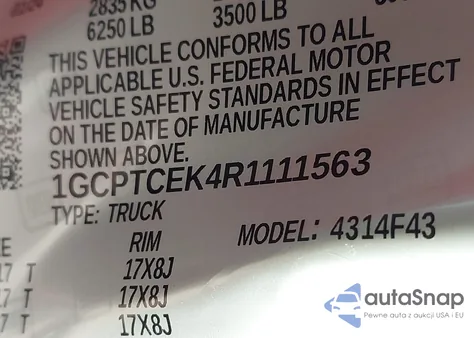 2835 KG
6250 LB 3500 LB
THIS VEHICLE CONFORMS TO ALL
APPLICABLE U.S. FEDERAL MOTOR
VEHICLE SAFETY STANDARDS IN EFFECT
ON THE DATE OF MANUFACTURE
SHOWN ABOVE.
1GCPTCEK4R1111563
TYPE: TRUCK MODEL: 4314F43
RIM
T 17X8J
T 17X8J
7 T 17X8J
autaSnap
Pewne auta z aukcji USA i EU